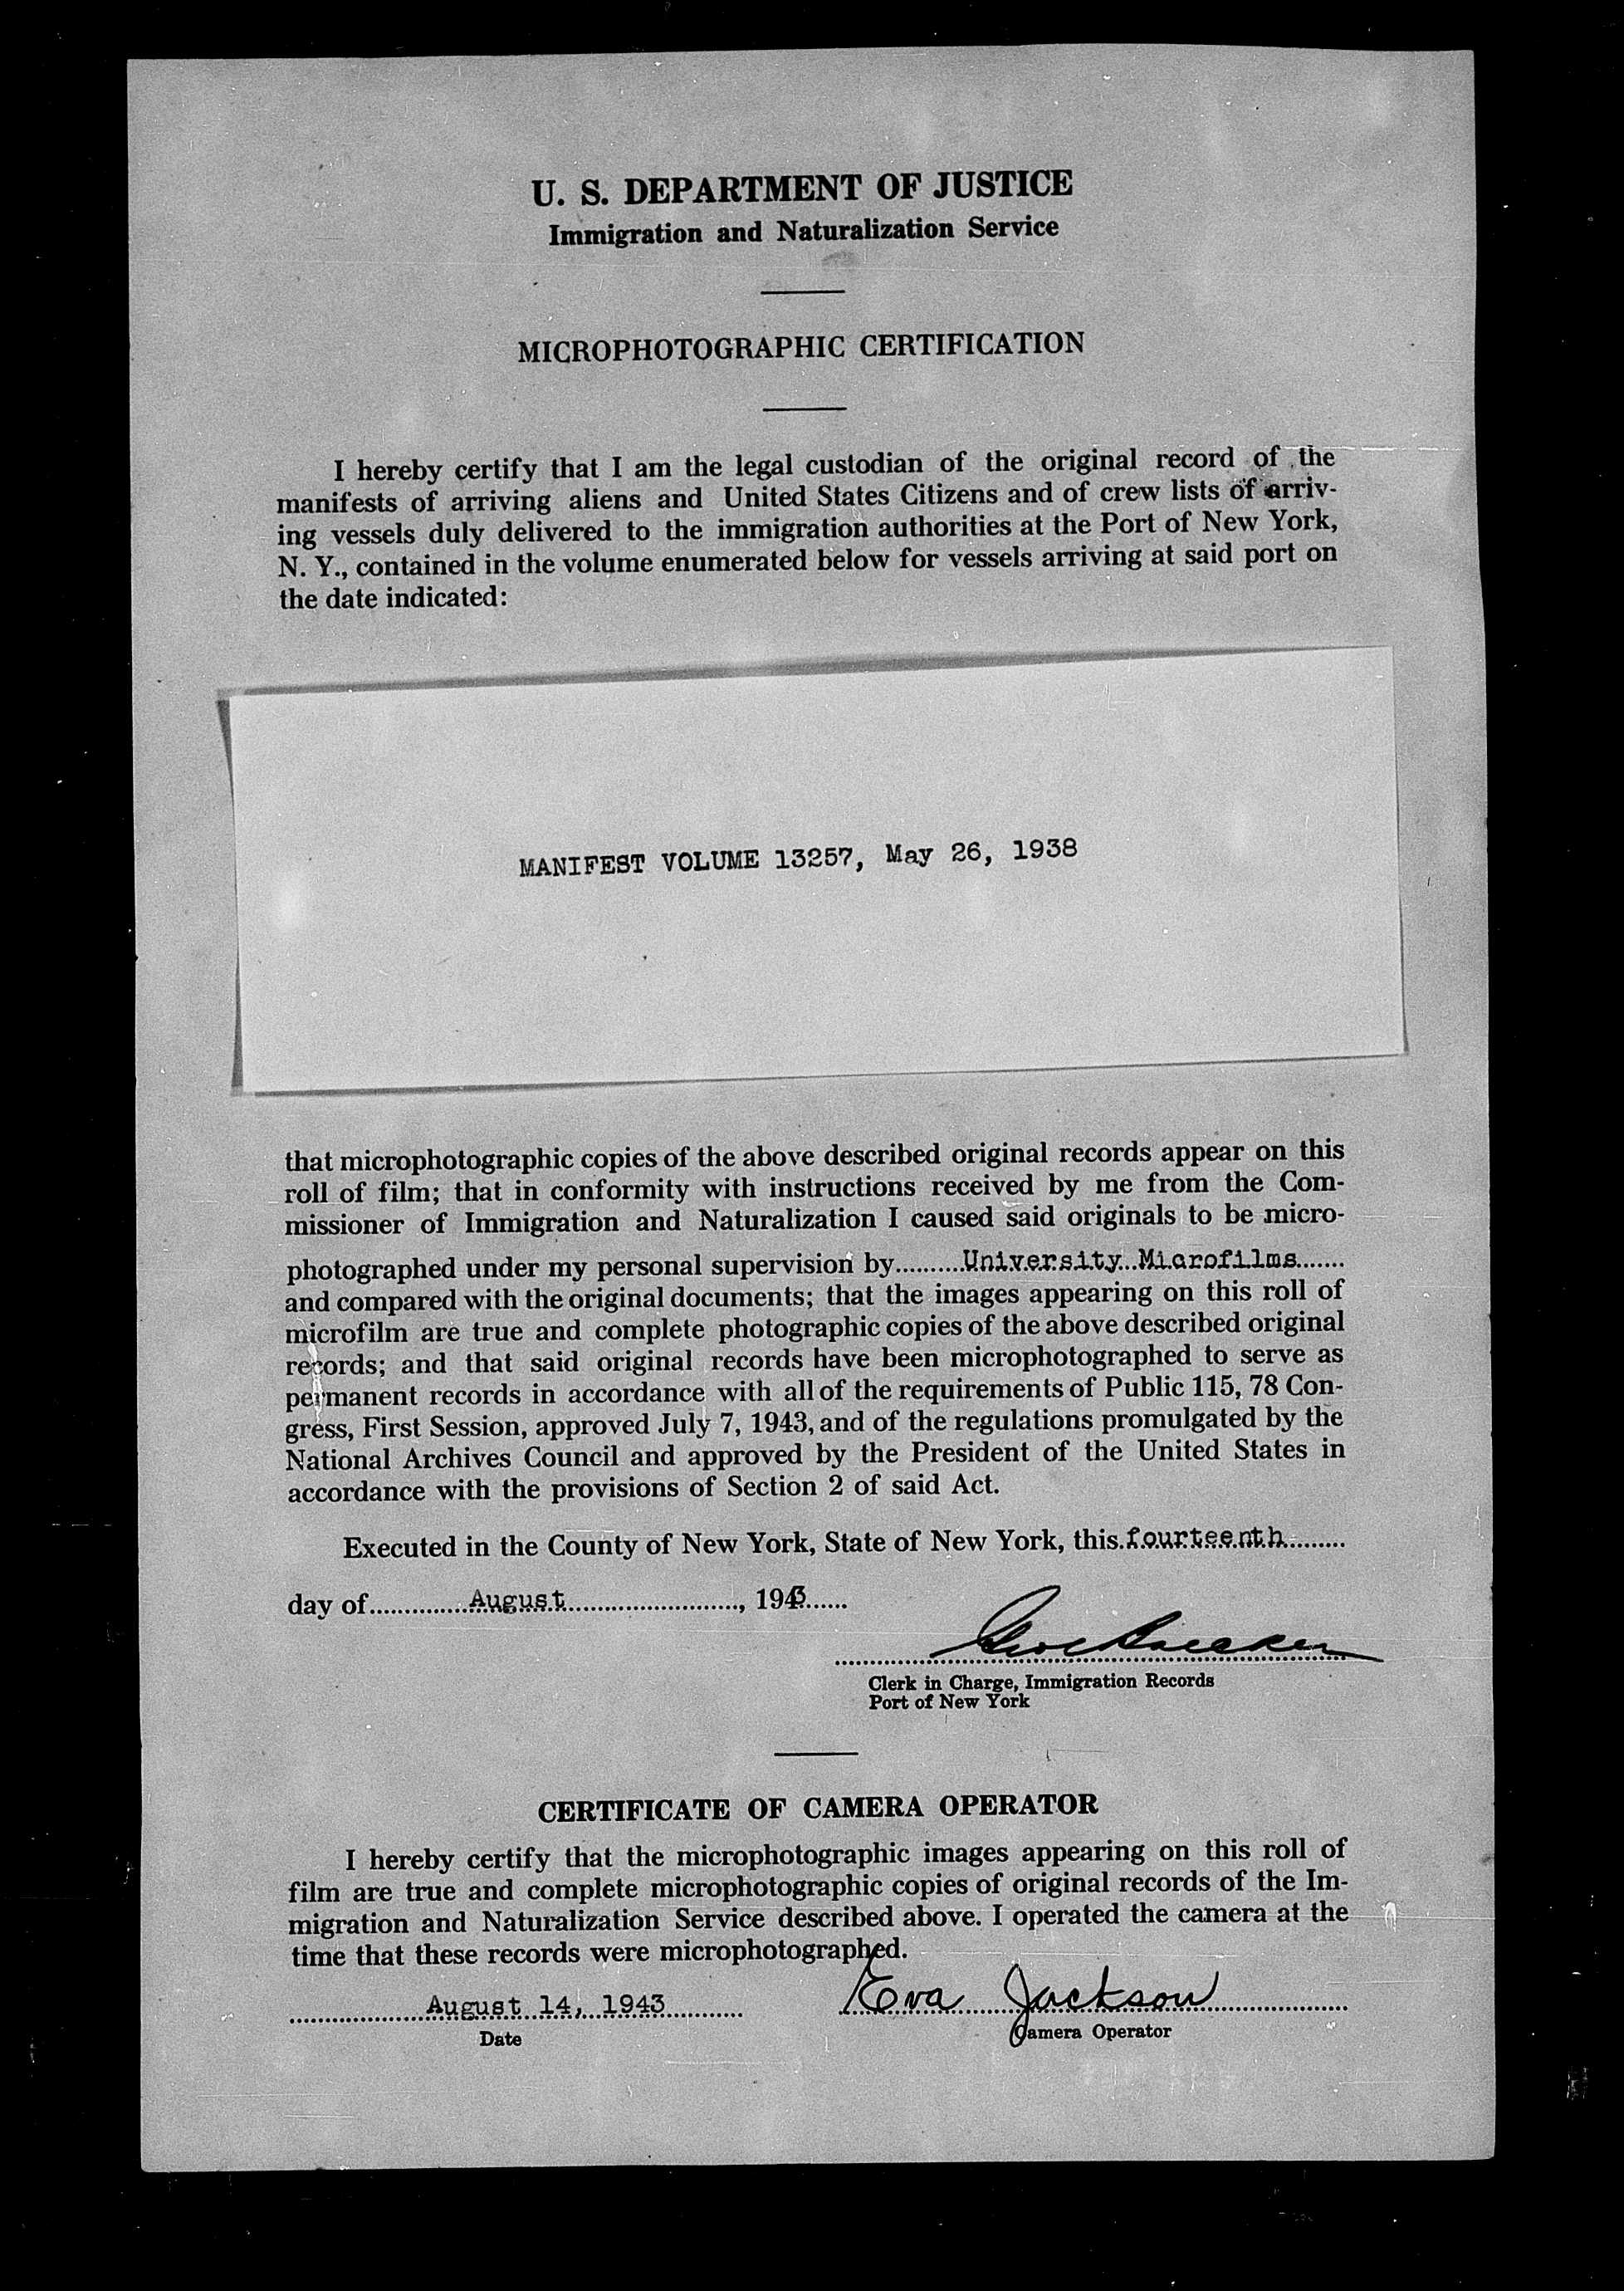 U. S. DEPARTMENT OF JUSTICE
Immigration and Naturalization Service
MICROPHOTOGRAPHIC CERTIFICATION
I hereby certify that I am the legal custodian of the original record of the
manifests of arriving aliens and United States Citizens and of crew lists of arriv-
ing vessels duly delivered to the immigration authorities at the Port of New York,
N. Y., contained in the volume enumerated below for vessels arriving at said port on
the date indicated:
MANIFEST VOLUME 13257, May 26, 1938
that microphotographic copies of the above described original records appear on this
roll of film; that in conformity with instructions received by me from the Com-
missioner of Immigration and Naturalization I caused said originals to be micro-
photographed under my personal supervision by..........University Microfilms.......
and compared with the original documents; that the images appearing on this roll of
microfilm are true and complete photographic copies of the above described original
records; and that said original records have been microphotographed to serve as
permanent records in accordance with all of the requirements of Public 115, 78 Con-
gress, First Session, approved July 7, 1943, and of the regulations promulgated by the
National Archives Council and approved by the President of the United States in
accordance with the provisions of Section 2 of said Act.
Executed in the County of New York, State of New York, this fourteenth
day of August, 1943
Clerk in Charge, Immigration Records
Port of New York
CERTIFICATE OF CAMERA OPERATOR
I hereby certify that the microphotographic images appearing on this roll of
film are true and complete microphotographic copies of original records of the Im-
migration and Naturalization Service described above. I operated the camera at the
time that these records were microphotographed.
August 14, 1943 Eva Jackson
Date Camera Operator